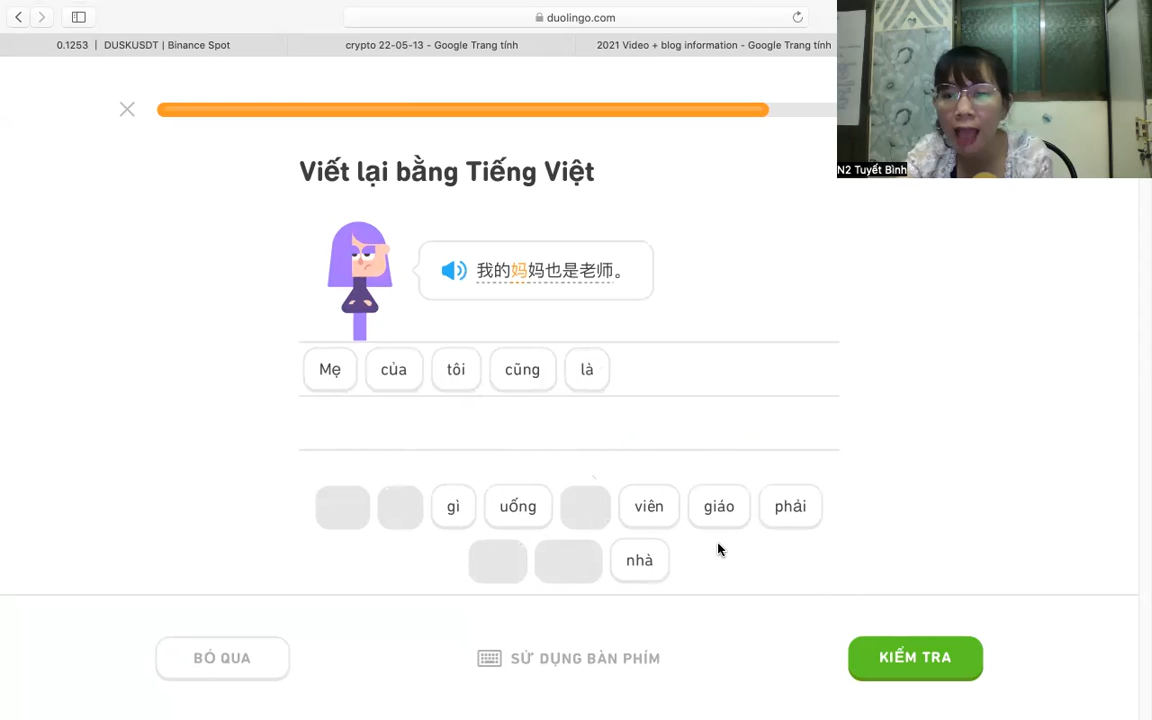 duolingo.com
0.1253 | DUSKUSDT | Binance Spot
crypto 22-05-13 - Google Trang tính
2021 Video + blog information - Google Trang tính
N2 Tuyết Bình
Viết lại bằng Tiếng Việt
我的妈妈也是老师。
Mẹ của tôi cũng là
gì uống viên giáo phải
nhà
BỎ QUA
SỬ DỤNG BÀN PHÍM
KIỂM TRA